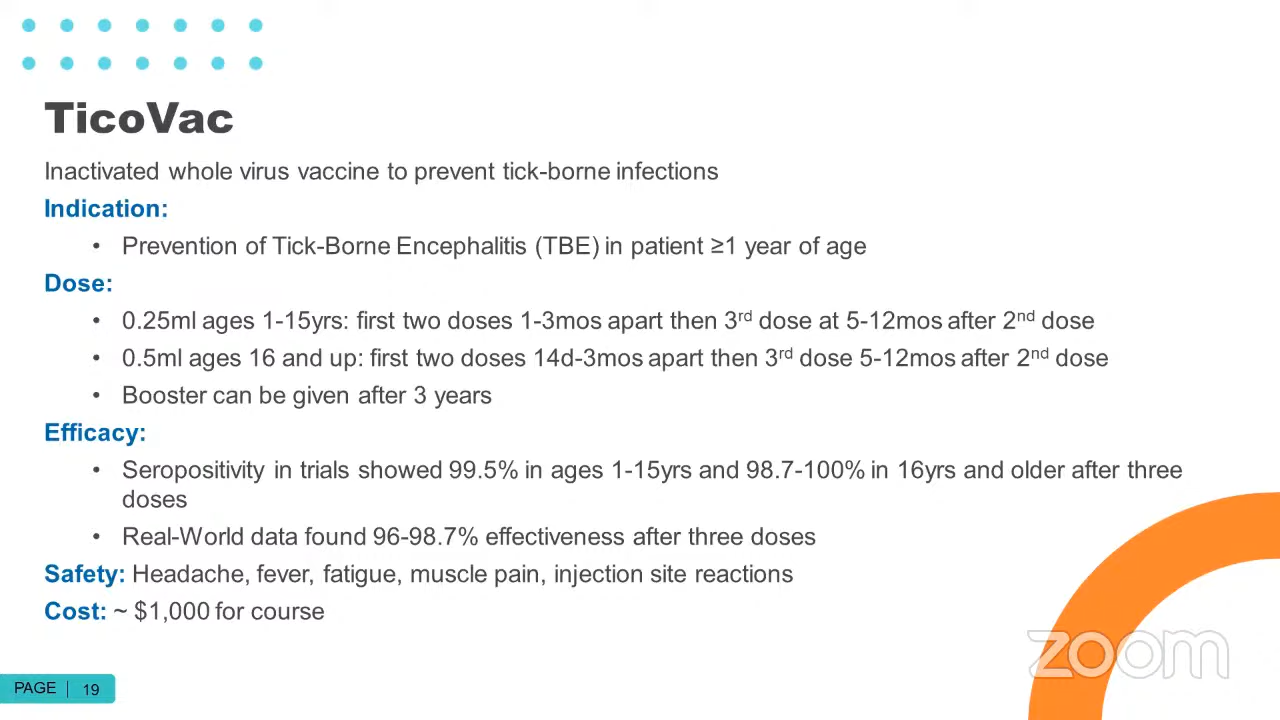 TicoVac
Inactivated whole virus vaccine to prevent tick-borne infections
Indication:
• Prevention of Tick-Borne Encephalitis (TBE) in patient ≥1 year of age
Dose:
• 0.25ml ages 1-15yrs: first two doses 1-3mos apart then 3rd dose at 5-12mos after 2nd dose
• 0.5ml ages 16 and up: first two doses 14d-3mos apart then 3rd dose 5-12mos after 2nd dose
• Booster can be given after 3 years
Efficacy:
• Seropositivity in trials showed 99.5% in ages 1-15yrs and 98.7-100% in 16yrs and older after three
doses
• Real-World data found 96-98.7% effectiveness after three doses
Safety: Headache, fever, fatigue, muscle pain, injection site reactions
Cost: ~ $1,000 for course
zoom
PAGE | 19